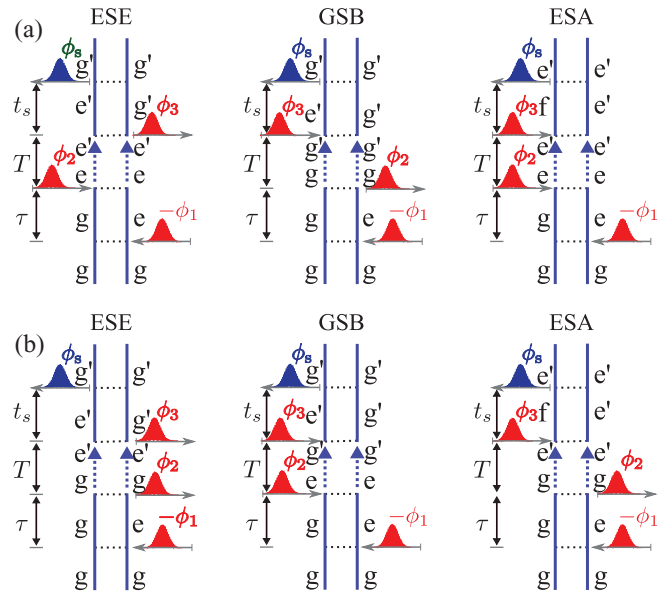 (a) ESE GSB ESA
ϕs g' g' ϕs g' g' ϕs e' e'
ts e' g' ϕ3 ts ϕ3 e' g' ts ϕ3 f e'
T e' e' T g' g' T e' e'
ϕ2 e e g g ϕ2 ϕ2 e e
τ g e −ϕ1 τ g e −ϕ1 τ g e −ϕ1
g g g g g g
(b) ESE GSB ESA
ϕs g' g' ϕs g' g' ϕs e' e'
ts e' g' ϕ3 ts ϕ3 e' g' ts ϕ3 f e'
T e' e' T g' g' T e' e'
g g ϕ2 ϕ2 e e g g ϕ2
τ g e −ϕ1 τ g e −ϕ1 τ g e −ϕ1
g g g g g g